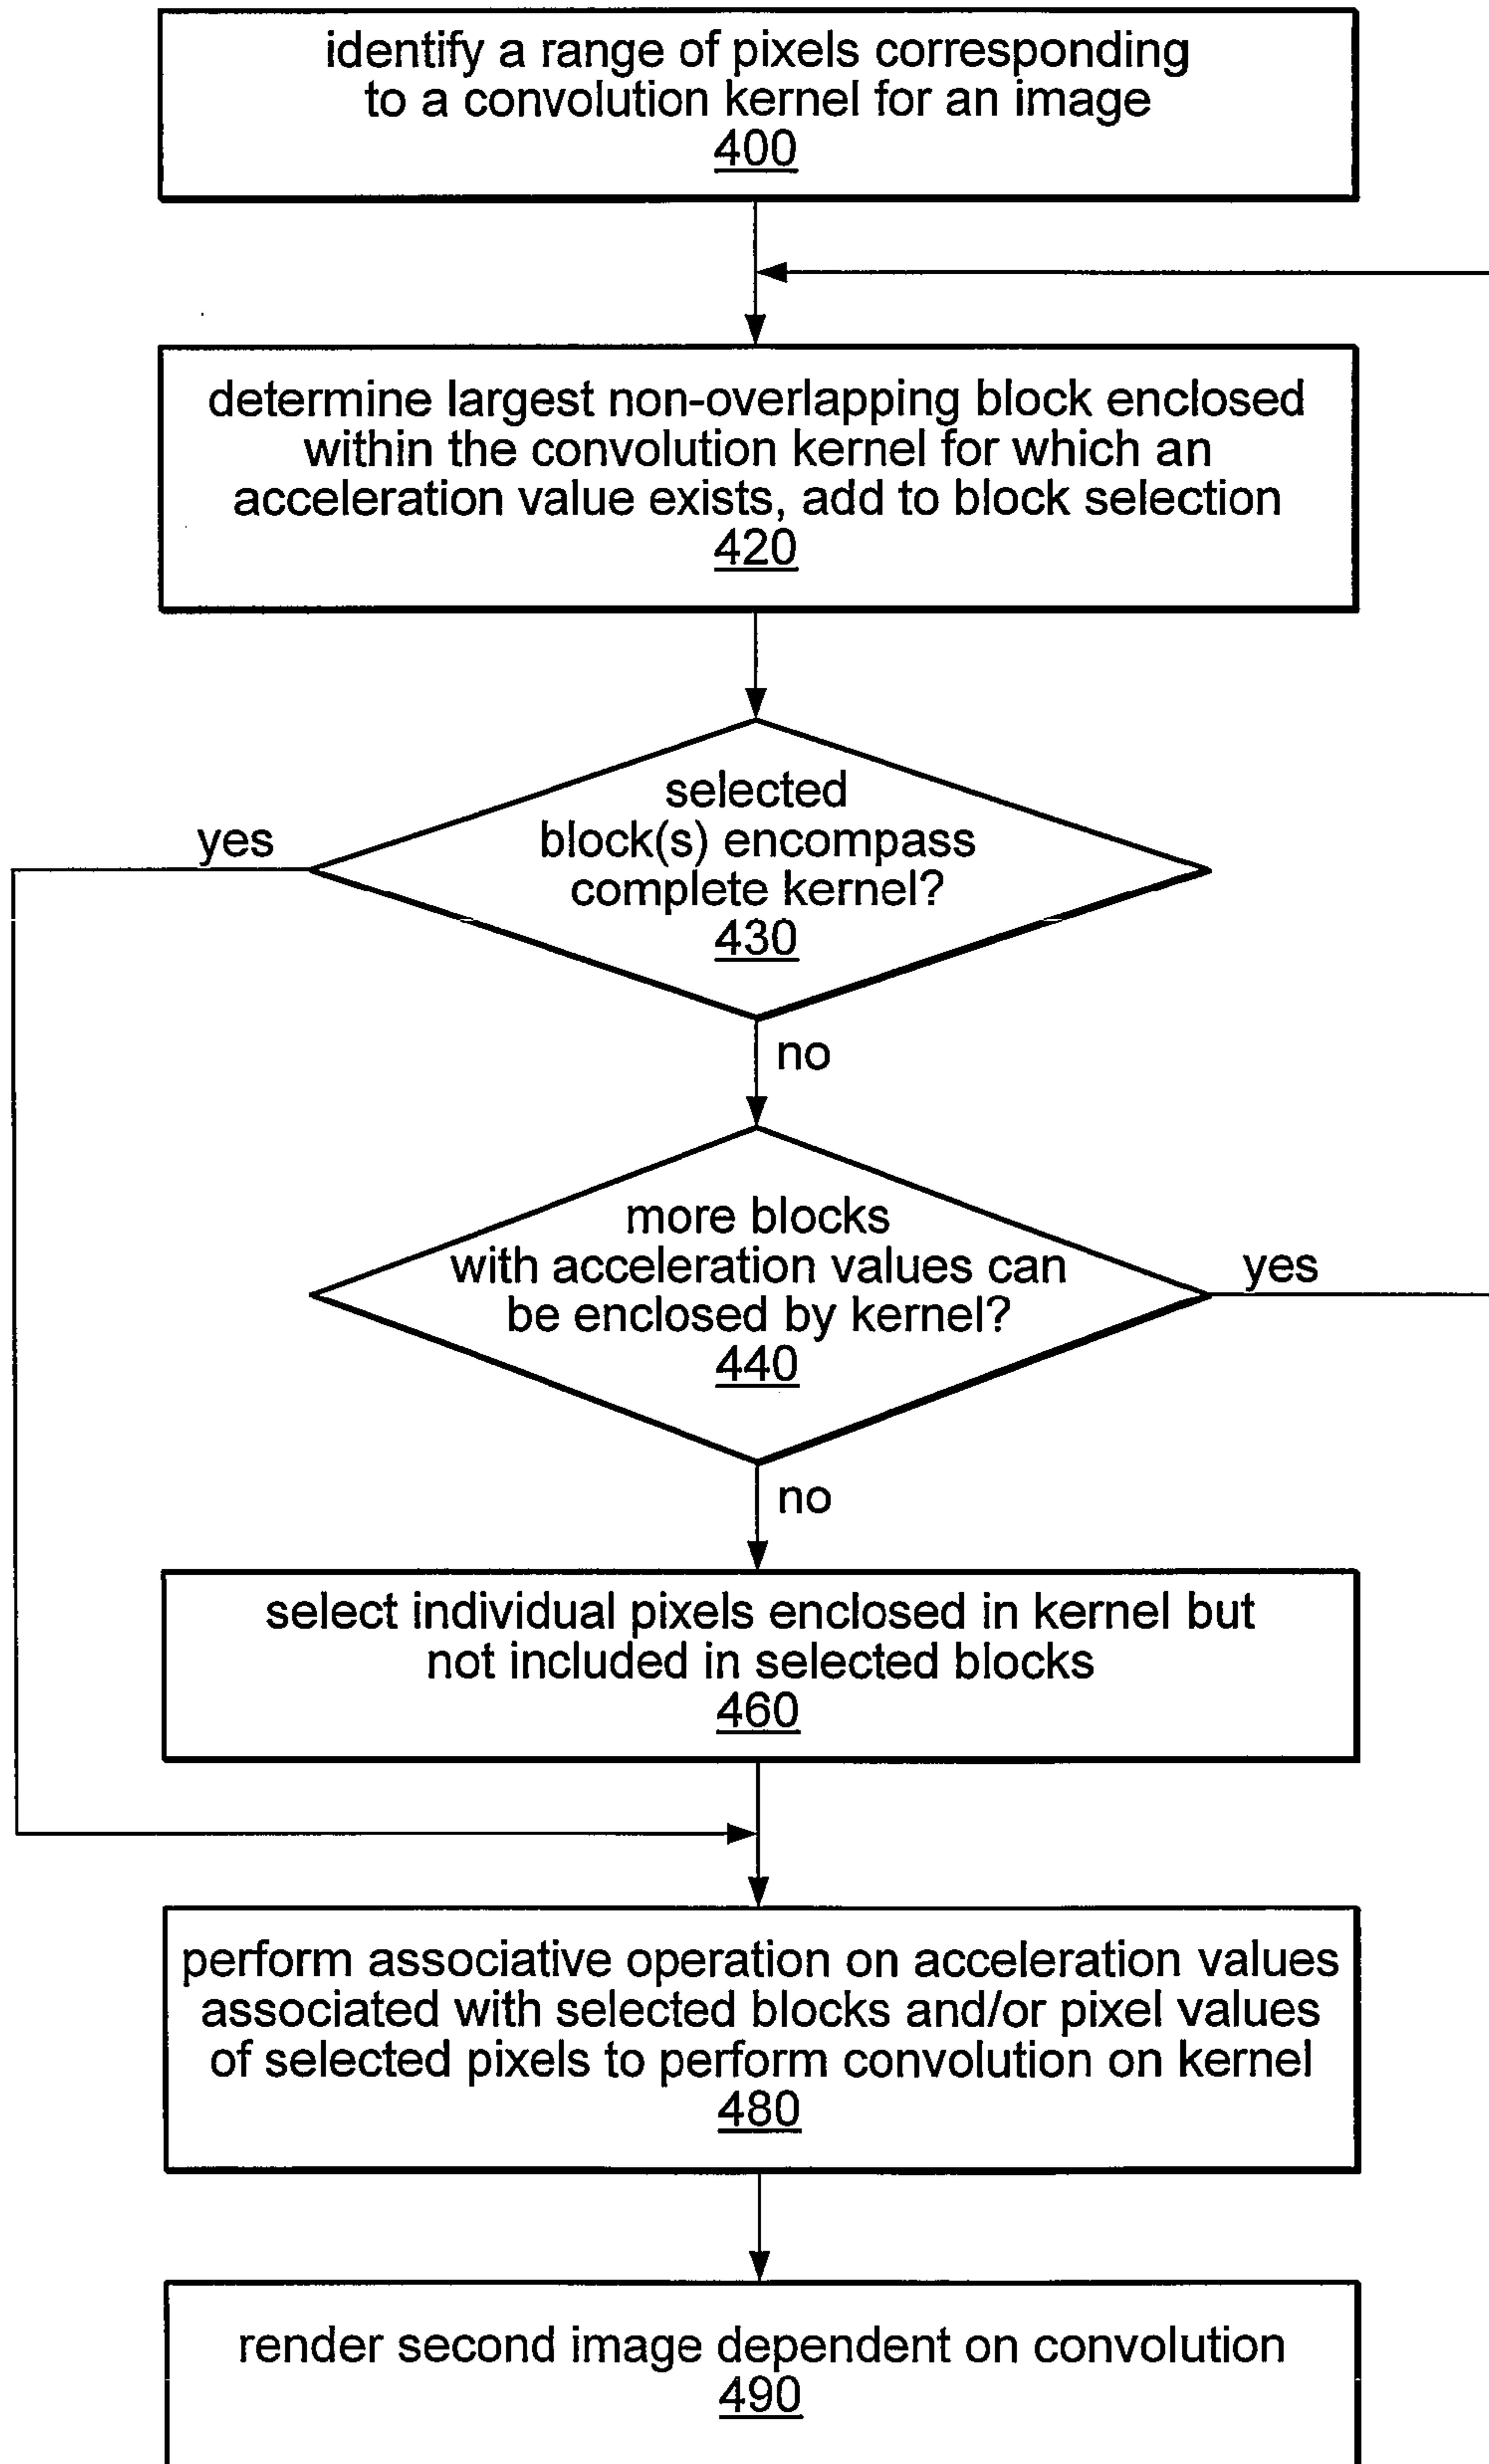 identify a range of pixels corresponding
to a convolution kernel for an image
400
determine largest non-overlapping block enclosed
within the convolution kernel for which an
acceleration value exists, add to block selection
420
selected
block(s) encompass
complete kernel?
430
yes
no
more blocks
with acceleration values can
be enclosed by kernel?
440
yes
no
select individual pixels enclosed in kernel but
not included in selected blocks
460
perform associative operation on acceleration values
associated with selected blocks and/or pixel values
of selected pixels to perform convolution on kernel
480
render second image dependent on convolution
490